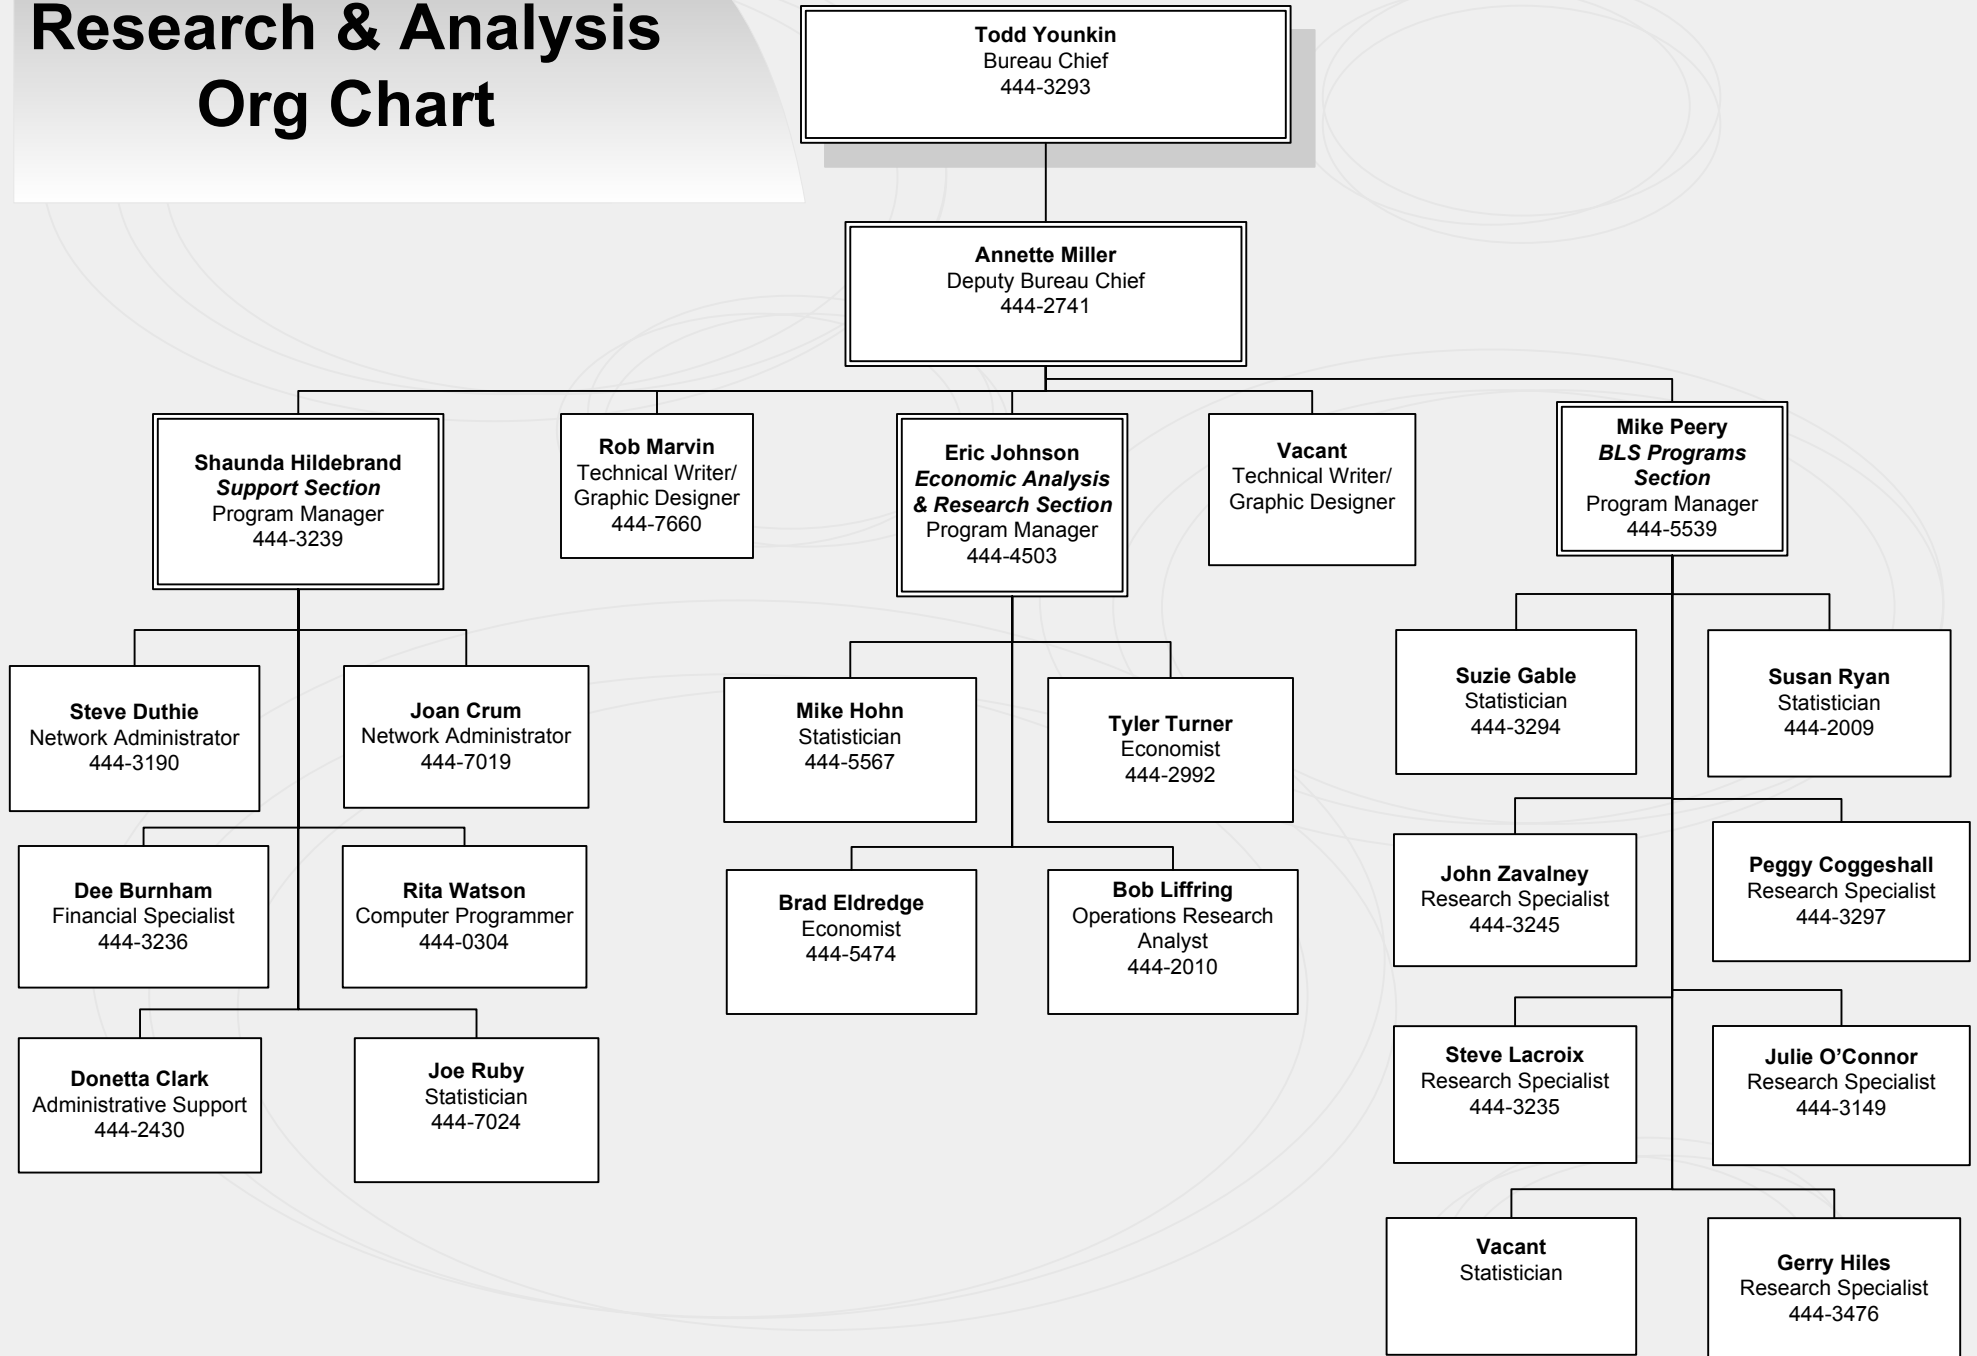 Research & Analysis
Org Chart
Todd Younkin
Bureau Chief
444-3293
Annette Miller
Deputy Bureau Chief
444-2741
Shaunda Hildebrand
Support Section
Program Manager
444-3239
Rob Marvin
Technical Writer/
Graphic Designer
444-7660
Eric Johnson
Economic Analysis
& Research Section
Program Manager
444-4503
Vacant
Technical Writer/
Graphic Designer
Mike Peery
BLS Programs
Section
Program Manager
444-5539
Steve Duthie
Network Administrator
444-3190
Joan Crum
Network Administrator
444-7019
Mike Hohn
Statistician
444-5567
Tyler Turner
Economist
444-2992
Suzie Gable
Statistician
444-3294
Susan Ryan
Statistician
444-2009
Dee Burnham
Financial Specialist
444-3236
Rita Watson
Computer Programmer
444-0304
Brad Eldredge
Economist
444-5474
Bob Liffring
Operations Research
Analyst
444-2010
John Zavalney
Research Specialist
444-3245
Peggy Coggeshall
Research Specialist
444-3297
Donetta Clark
Administrative Support
444-2430
Joe Ruby
Statistician
444-7024
Steve Lacroix
Research Specialist
444-3235
Julie O’Connor
Research Specialist
444-3149
Vacant
Statistician
Gerry Hiles
Research Specialist
444-3476